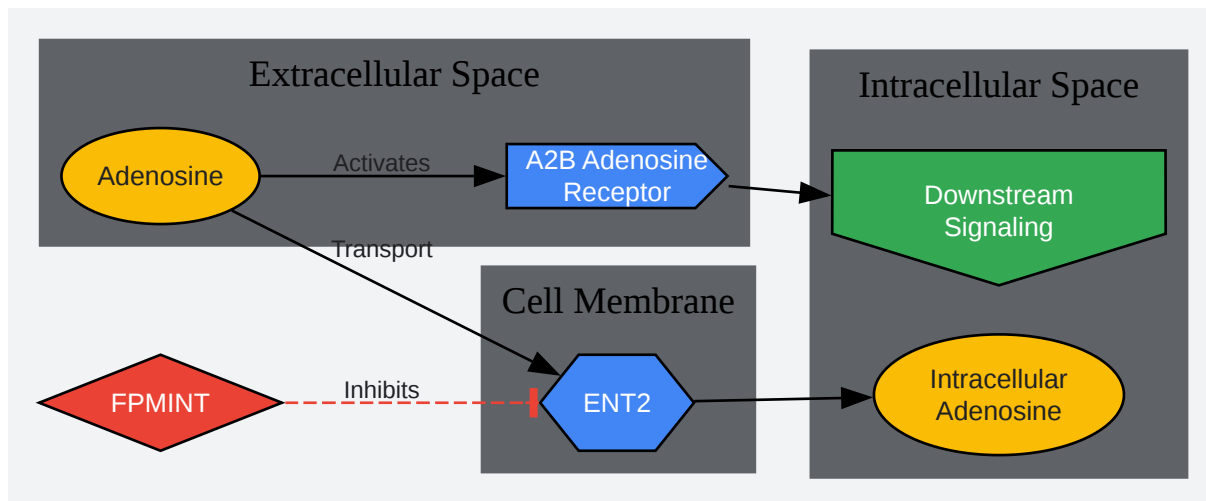 Extracellular Space
Adenosine
Activates
A2B Adenosine
Receptor
Transport
Intracellular Space
Downstream
Signaling
Cell Membrane
FPMINT
Inhibits
ENT2
Intracellular
Adenosine